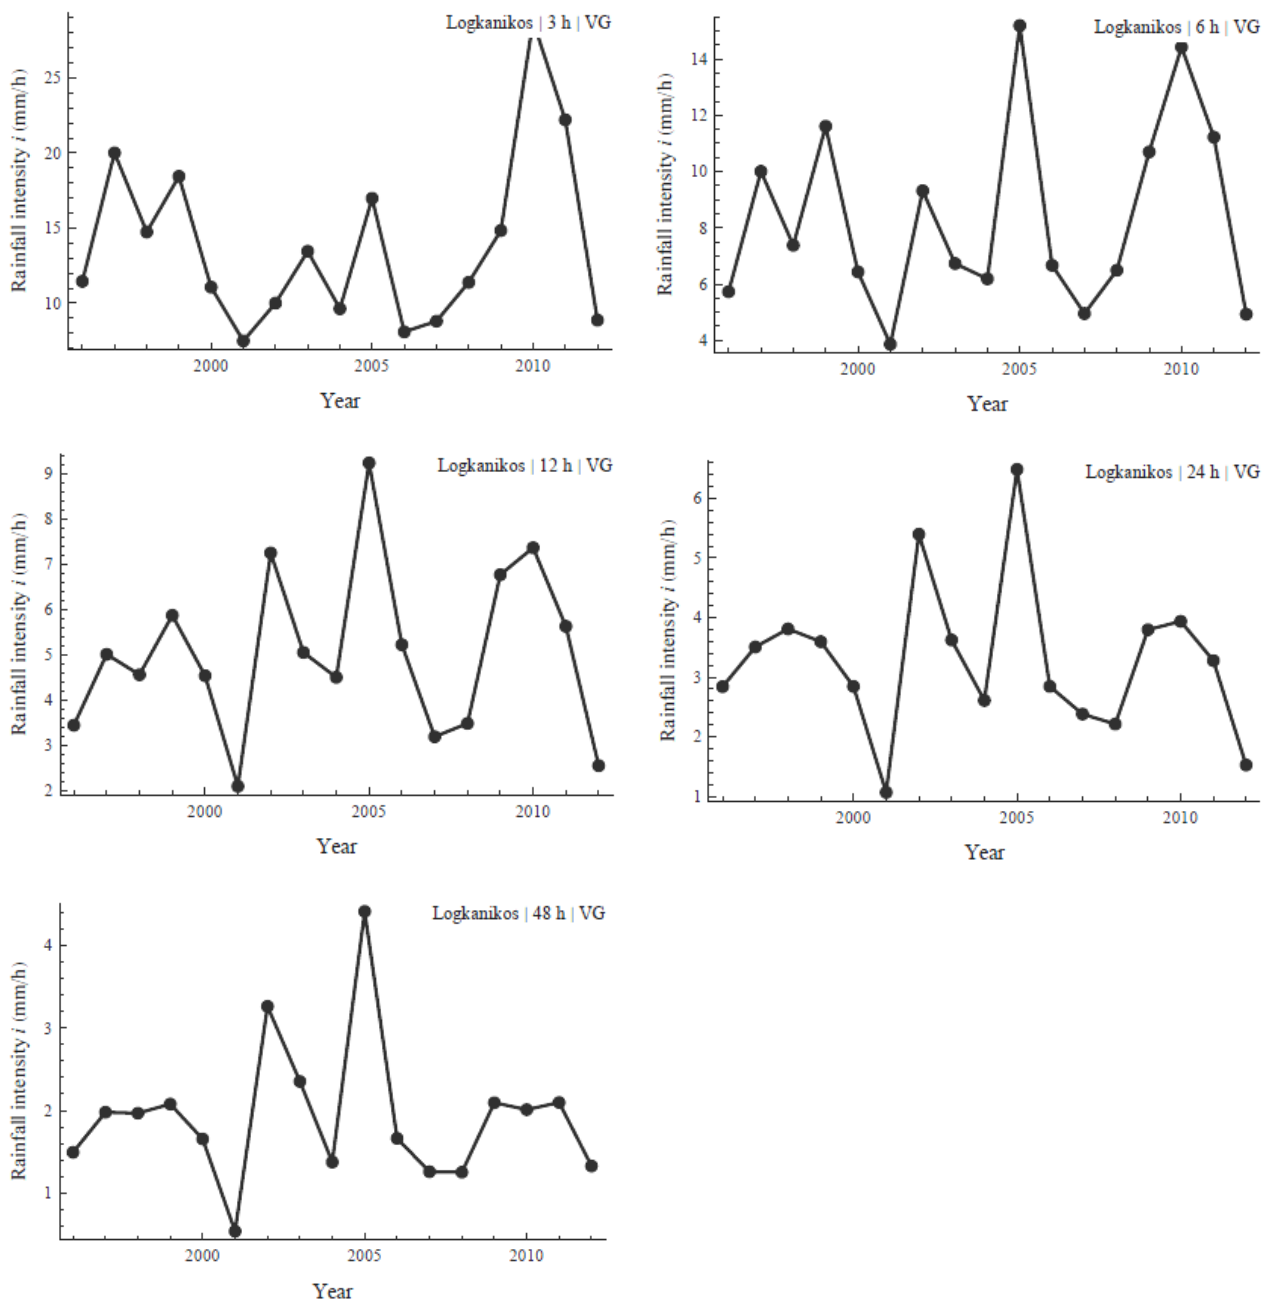 Logkanikos | 3 h | VG
Rainfall intensity i (mm/h)
25
20
15
10
2000
2005
2010
Year
Logkanikos | 6 h | VG
Rainfall intensity i (mm/h)
14
12
10
8
6
4
2000
2005
2010
Year
Logkanikos | 12 h | VG
Rainfall intensity i (mm/h)
9
8
7
6
5
4
3
2
2000
2005
2010
Year
Logkanikos | 24 h | VG
Rainfall intensity i (mm/h)
6
5
4
3
2
1
2000
2005
2010
Year
Logkanikos | 48 h | VG
Rainfall intensity i (mm/h)
4
3
2
1
2000
2005
2010
Year